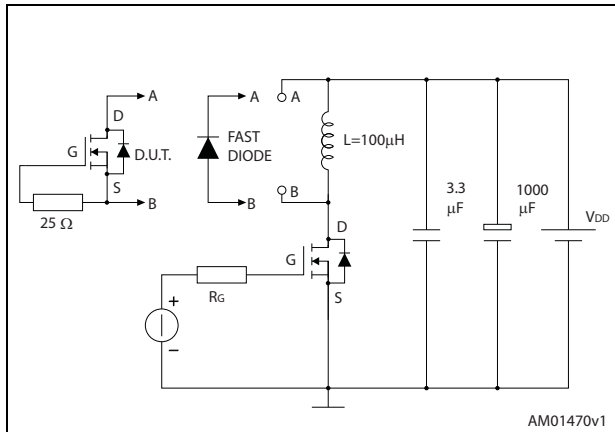 A
D
G
D.U.T.
S
B
25 Ω
A
FAST
DIODE
B
A
L=100μH
B
D
G
S
RG
+
–
3.3
μF
1000
μF
VDD
AM01470v1